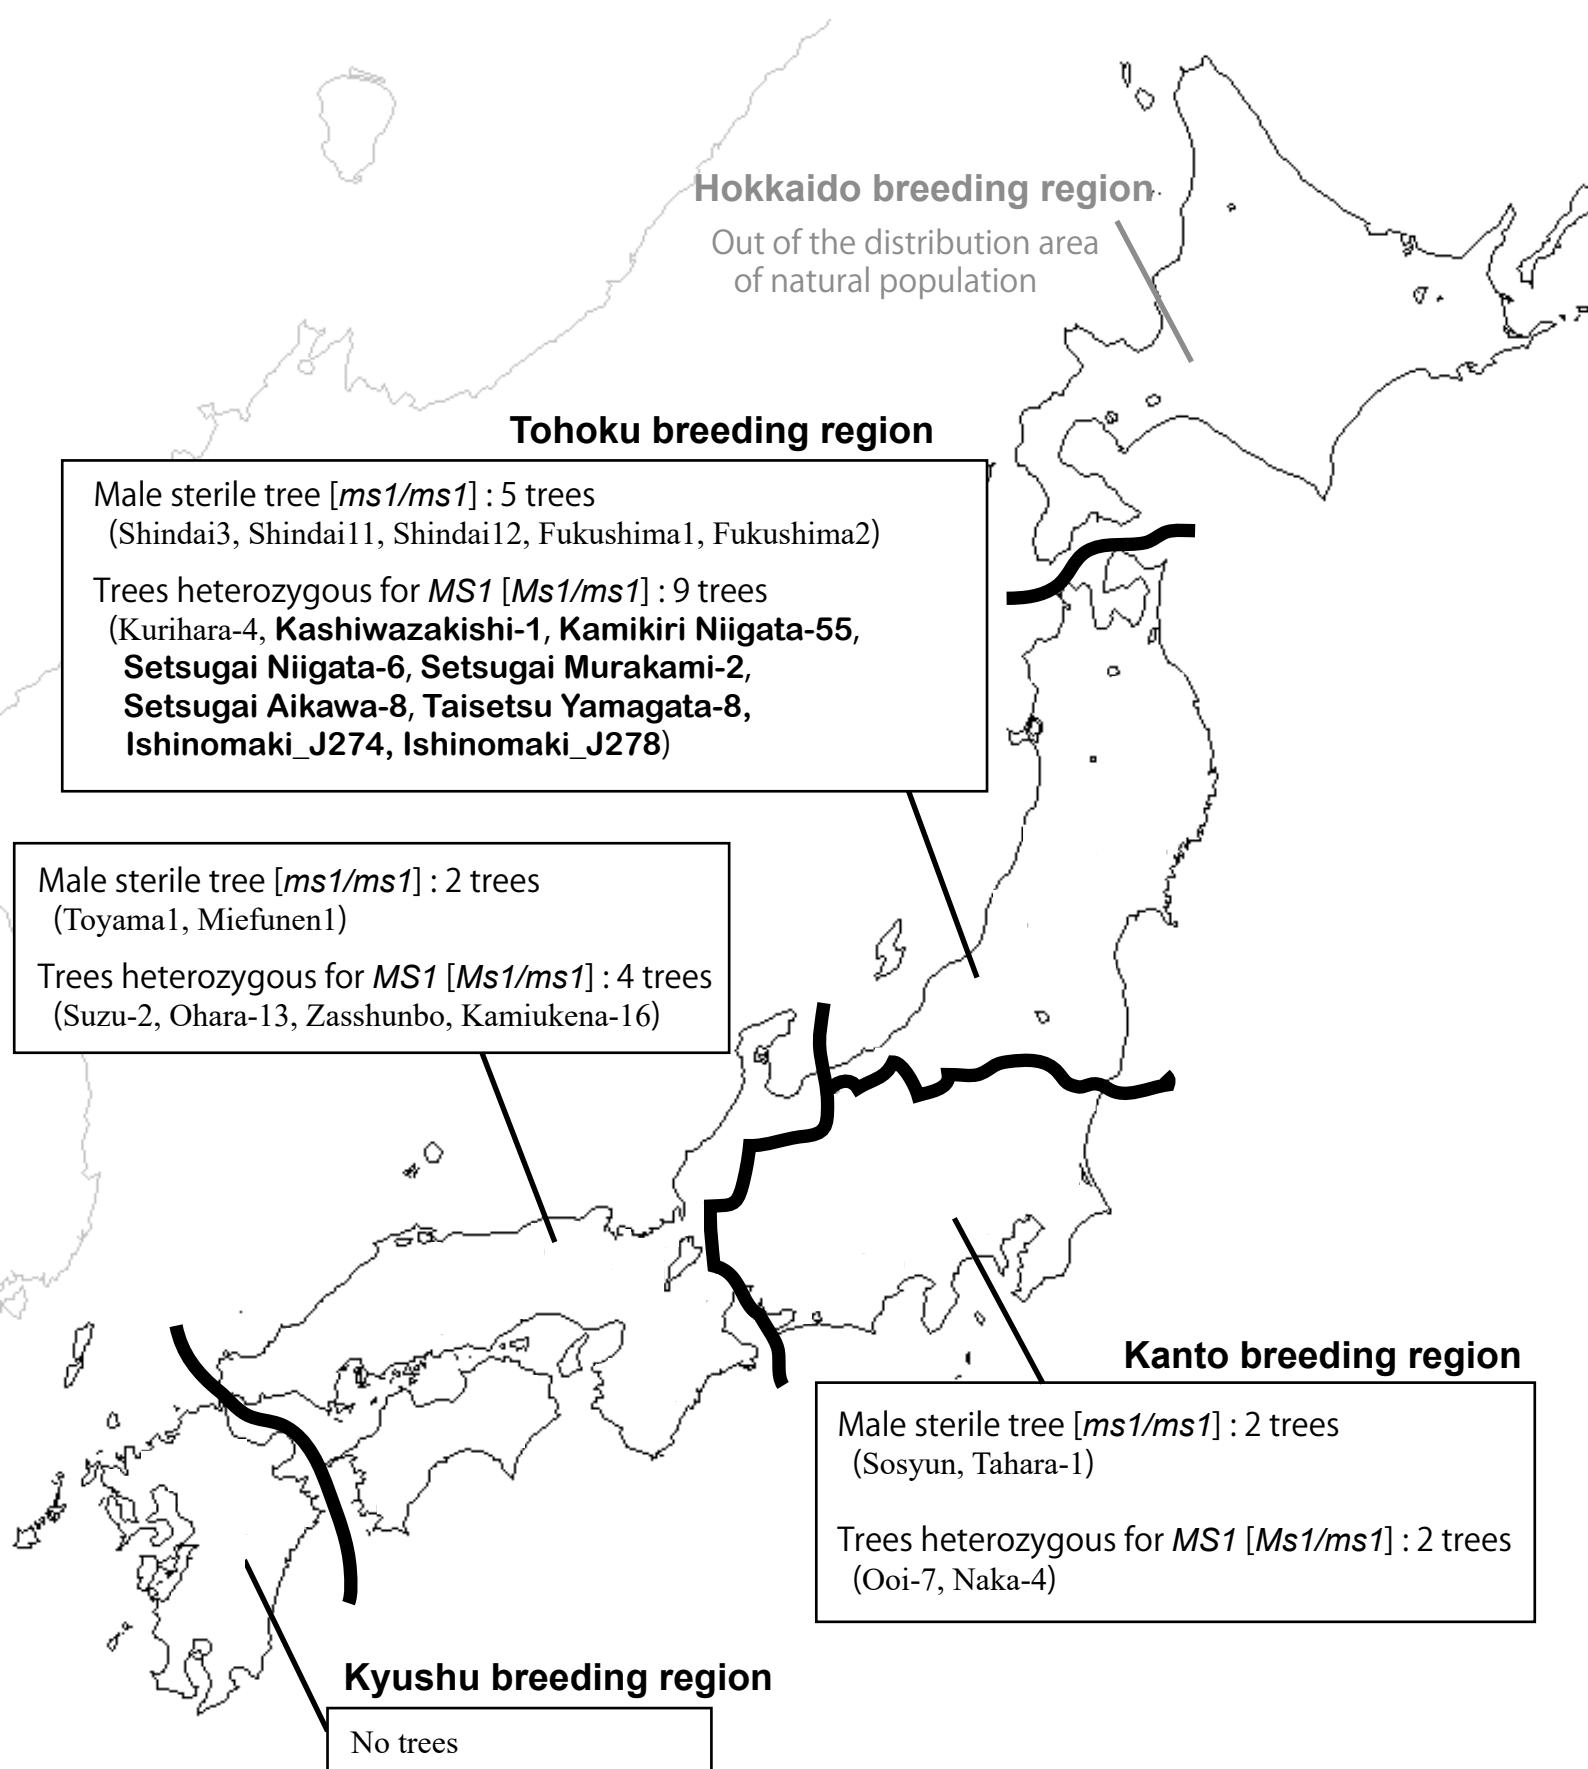 Hokkaido breeding region
Out of the distribution area
of natural population
Tohoku breeding region
Male sterile tree [ms1/ms1] : 5 trees
(Shindai3, Shindai11, Shindai12, Fukushima1, Fukushima2)
Trees heterozygous for MS1 [Ms1/ms1] : 9 trees
(Kurihara-4, Kashiwazakishi-1, Kamikiri Niigata-55,
Setsugai Niigata-6, Setsugai Murakami-2,
Setsugai Aikawa-8, Taisetsu Yamagata-8,
Ishinomaki_J274, Ishinomaki_J278)
Male sterile tree [ms1/ms1] : 2 trees
(Toyama1, Miefunen1)
Trees heterozygous for MS1 [Ms1/ms1] : 4 trees
(Suzu-2, Ohara-13, Zasshunbo, Kamiukena-16)
Kanto breeding region
Male sterile tree [ms1/ms1] : 2 trees
(Sosyun, Tahara-1)
Trees heterozygous for MS1 [Ms1/ms1] : 2 trees
(Ooi-7, Naka-4)
Kyushu breeding region
No trees